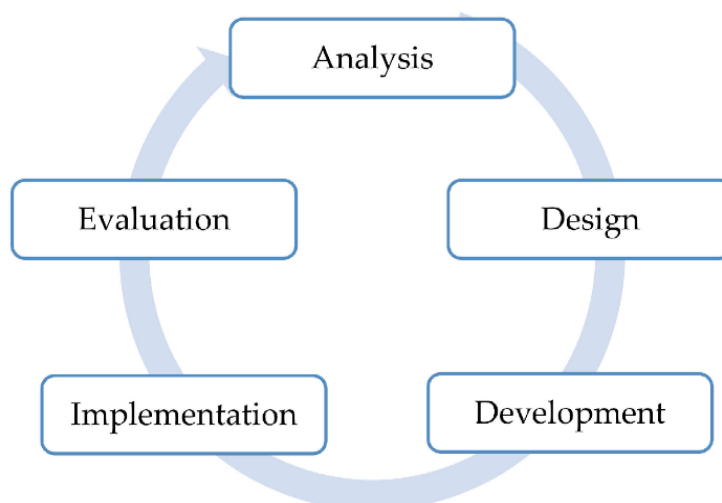 Analysis
Design
Development
Implementation
Evaluation